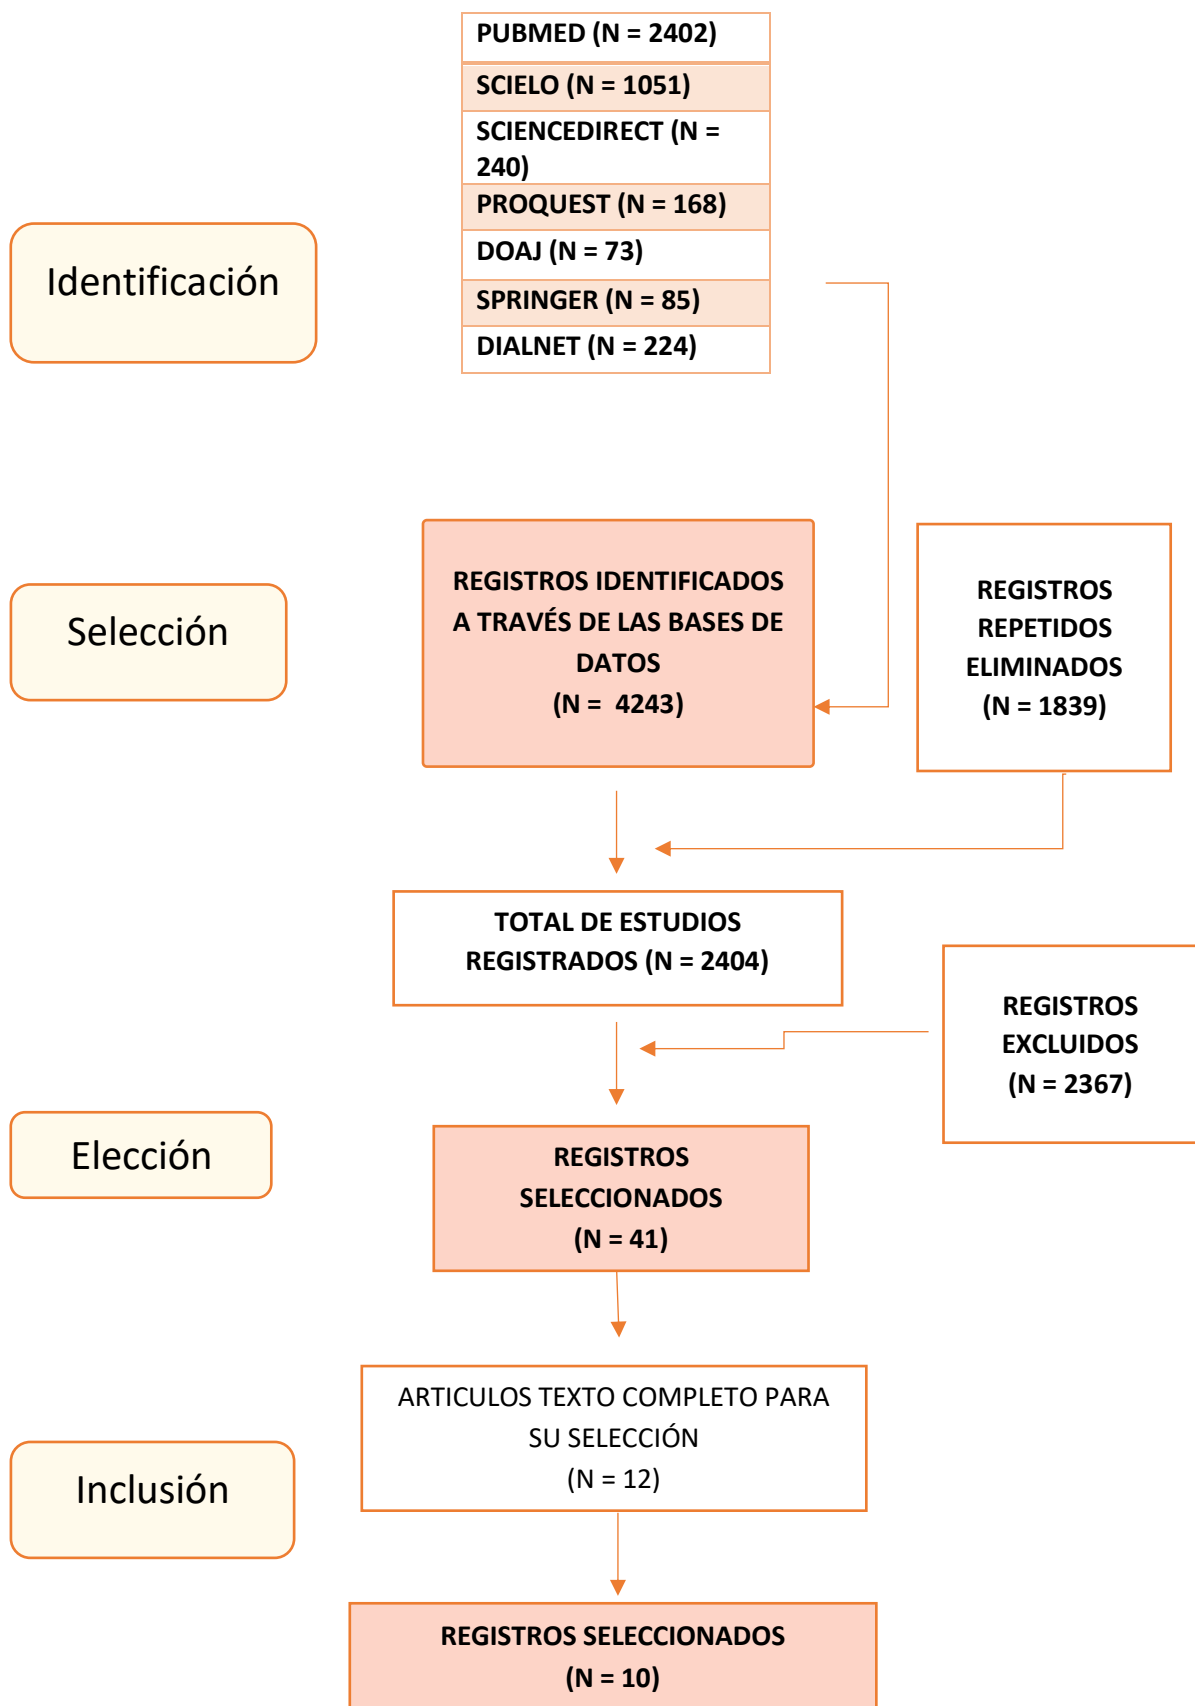 PUBMED (N = 2402)
SCIELO (N = 1051)
SCIENCEDIRECT (N =
240)
PROQUEST (N = 168)
DOAJ (N = 73)
SPRINGER (N = 85)
DIALNET (N = 224)
Identificación
REGISTROS IDENTIFICADOS
A TRAVÉS DE LAS BASES DE
DATOS
(N =  4243)
REGISTROS
REPETIDOS
ELIMINADOS
(N = 1839)
Selección
TOTAL DE ESTUDIOS
REGISTRADOS (N = 2404)
REGISTROS
EXCLUIDOS
(N = 2367)
Elección
REGISTROS
SELECCIONADOS
(N = 41)
ARTICULOS TEXTO COMPLETO PARA
SU SELECCIÓN
(N = 12)
Inclusión
REGISTROS SELECCIONADOS
(N = 10)